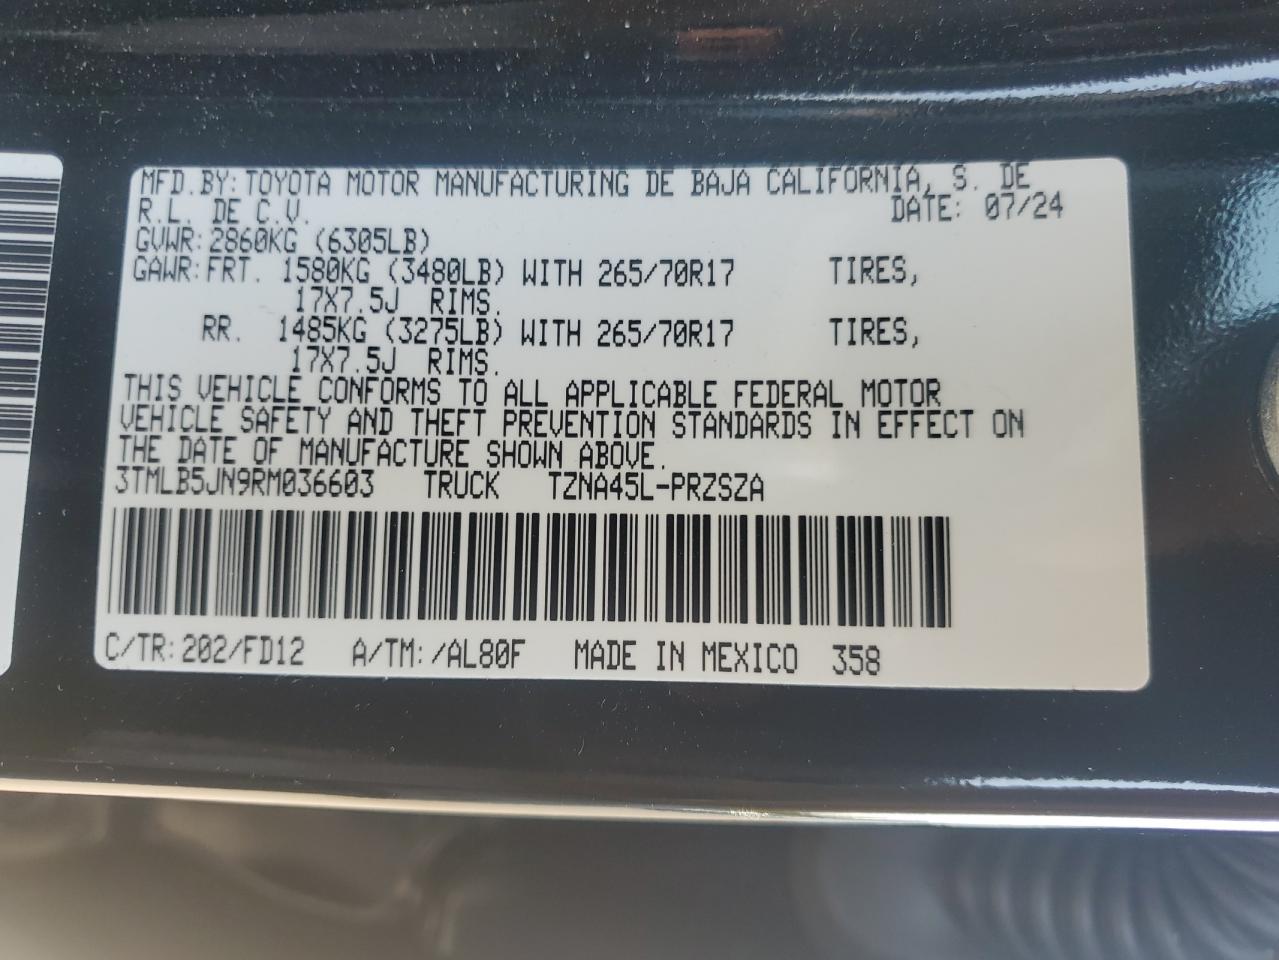 MFD.BY:TOYOTA MOTOR MANUFACTURING DE BAJA CALIFORNIA, S. DE
R.L. DE C.V. DATE: 07/24
GVWR:2860KG (6305LB)
GAWR:FRT. 1580KG (3480LB) WITH 265/70R17 TIRES,
17X7.5J RIMS.
RR. 1485KG (3275LB) WITH 265/70R17 TIRES,
17X7.5J RIMS.
THIS VEHICLE CONFORMS TO ALL APPLICABLE FEDERAL MOTOR
VEHICLE SAFETY AND THEFT PREVENTION STANDARDS IN EFFECT ON
THE DATE OF MANUFACTURE SHOWN ABOVE.
3TMLB5JN9RM036603 TRUCK TZNA45L-PRZSZA
C/TR:202/FD12 A/TM:/AL80F MADE IN MEXICO 358